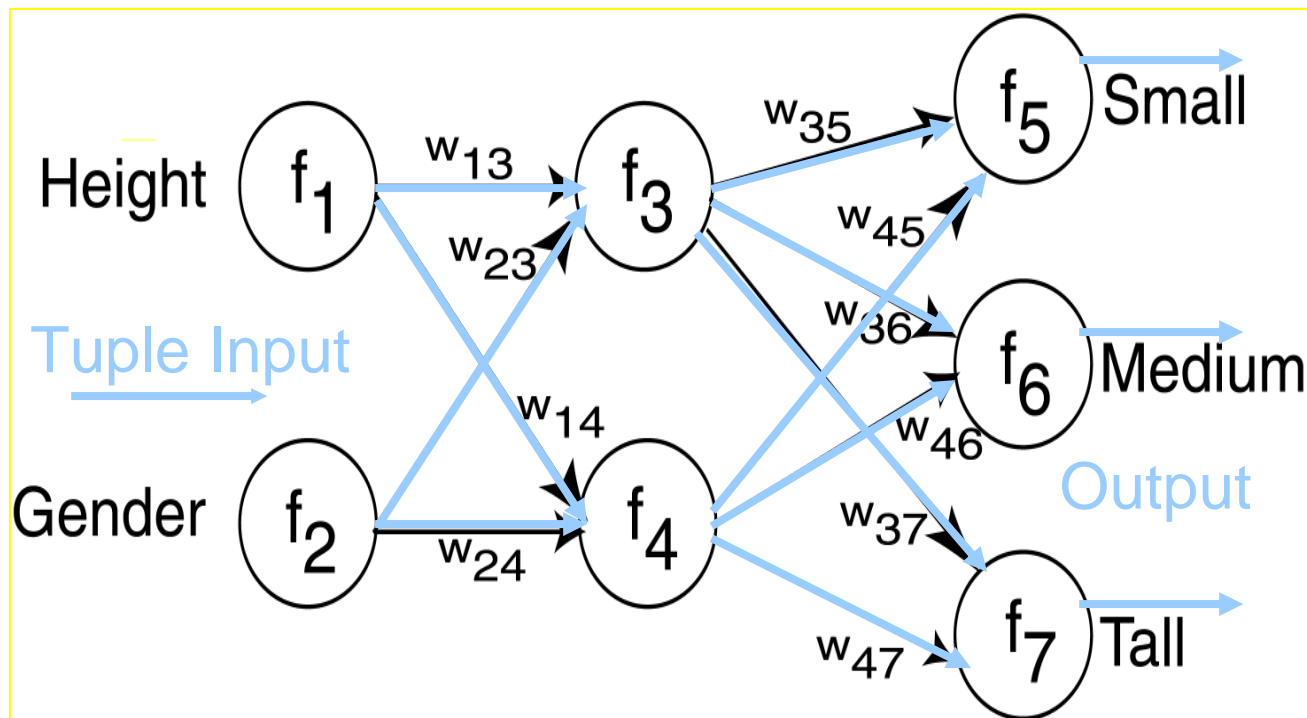 Height
Gender
Tuple Input
f1
f2
w13
w23
w14
w24
f3
f4
w35
w45
w36
w46
w37
w47
f5
f6
f7
Small
Medium
Output
Tall